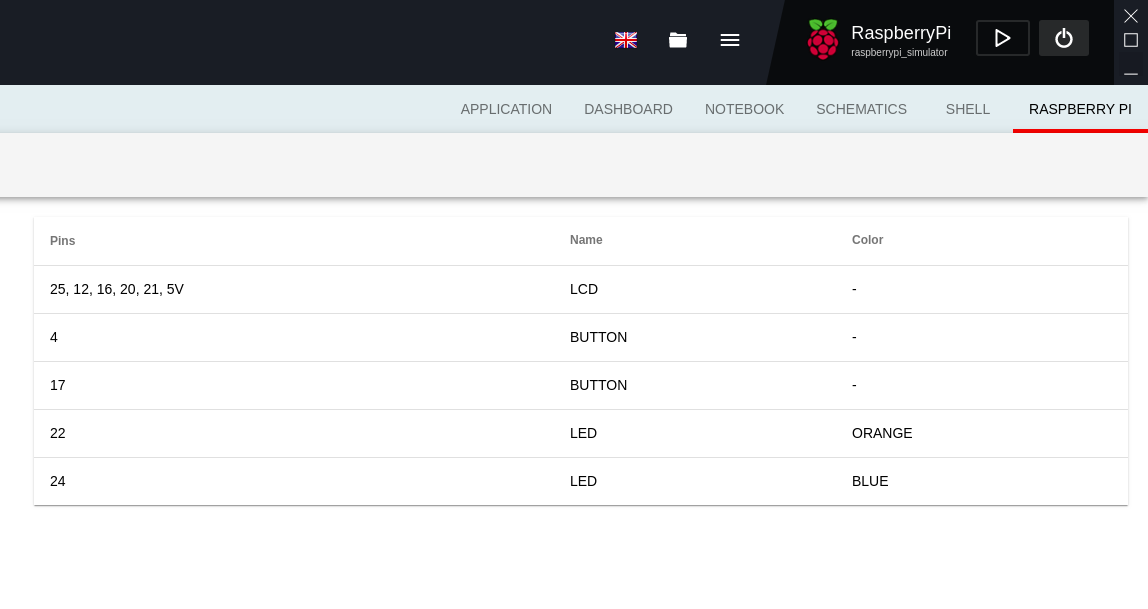 RaspberryPi
raspberrypi_simulator
APPLICATION DASHBOARD NOTEBOOK SCHEMATICS SHELL RASPBERRY PI
Pins Name Color
25, 12, 16, 20, 21, 5V LCD -
4 BUTTON -
17 BUTTON -
22 LED ORANGE
24 LED BLUE